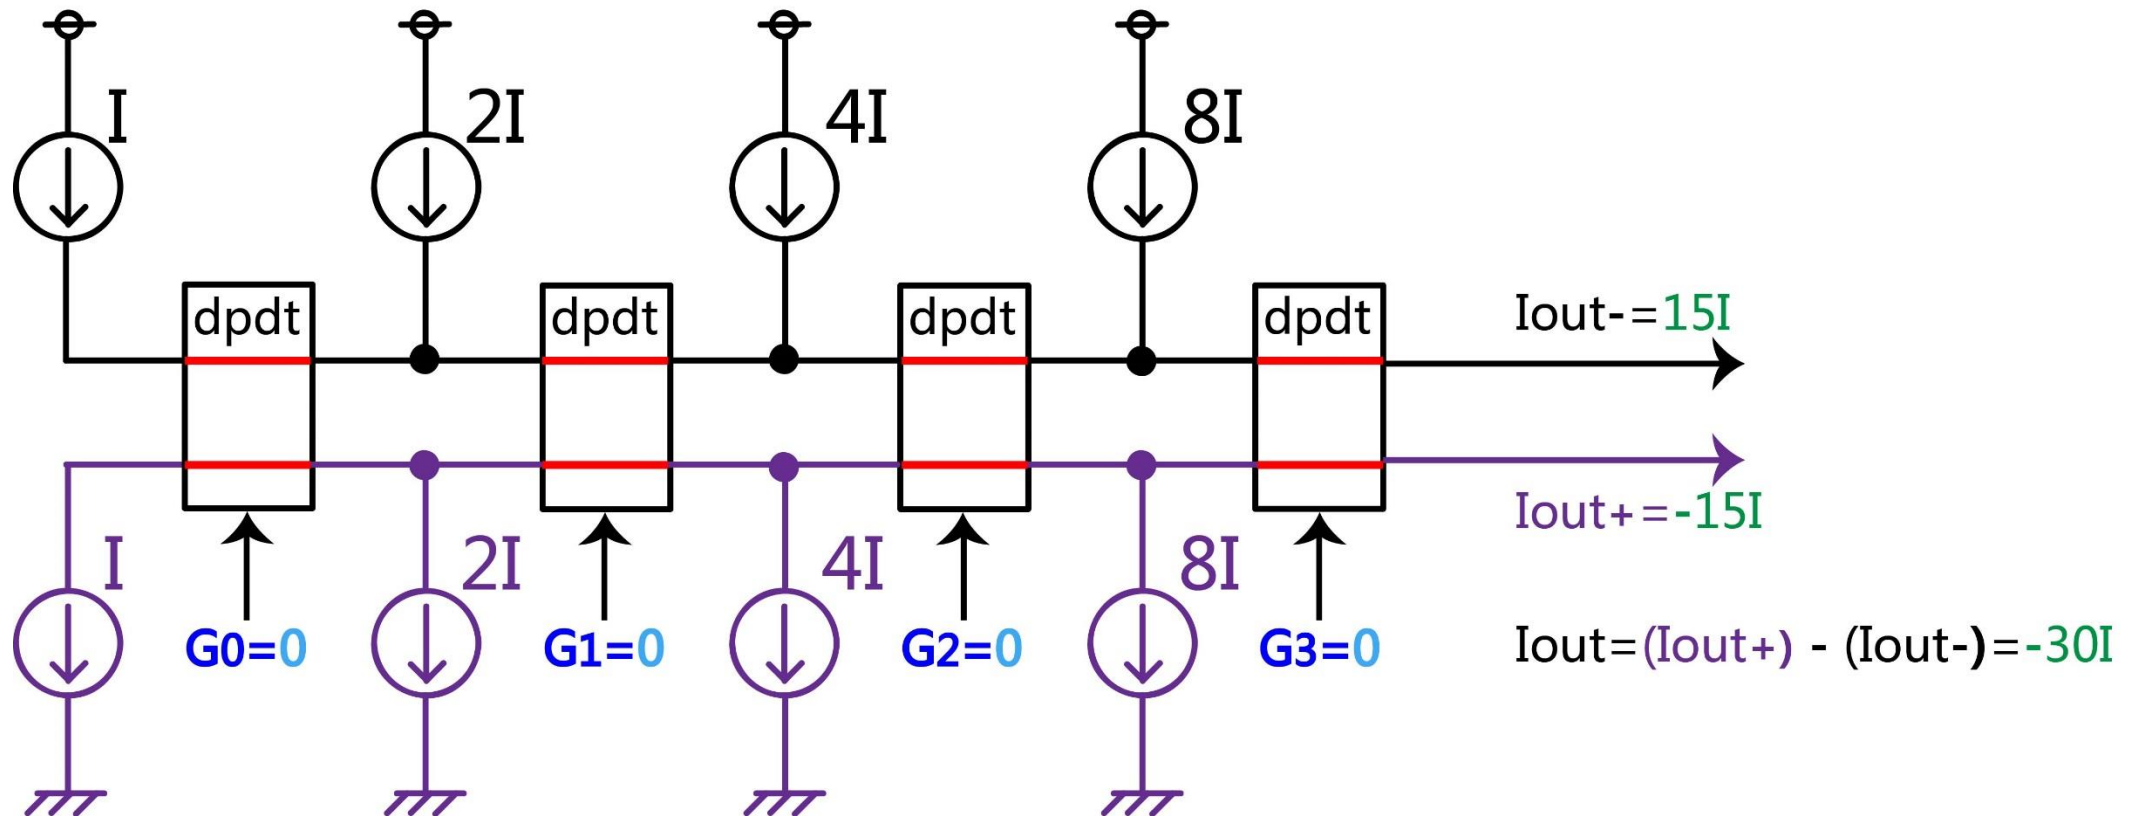 I 2I 4I 8I
dpdt dpdt dpdt dpdt
Iout-=15I
Iout+=-15I
I 2I 4I 8I
G0=0 G1=0 G2=0 G3=0
Iout=(Iout+) - (Iout-)=-30I